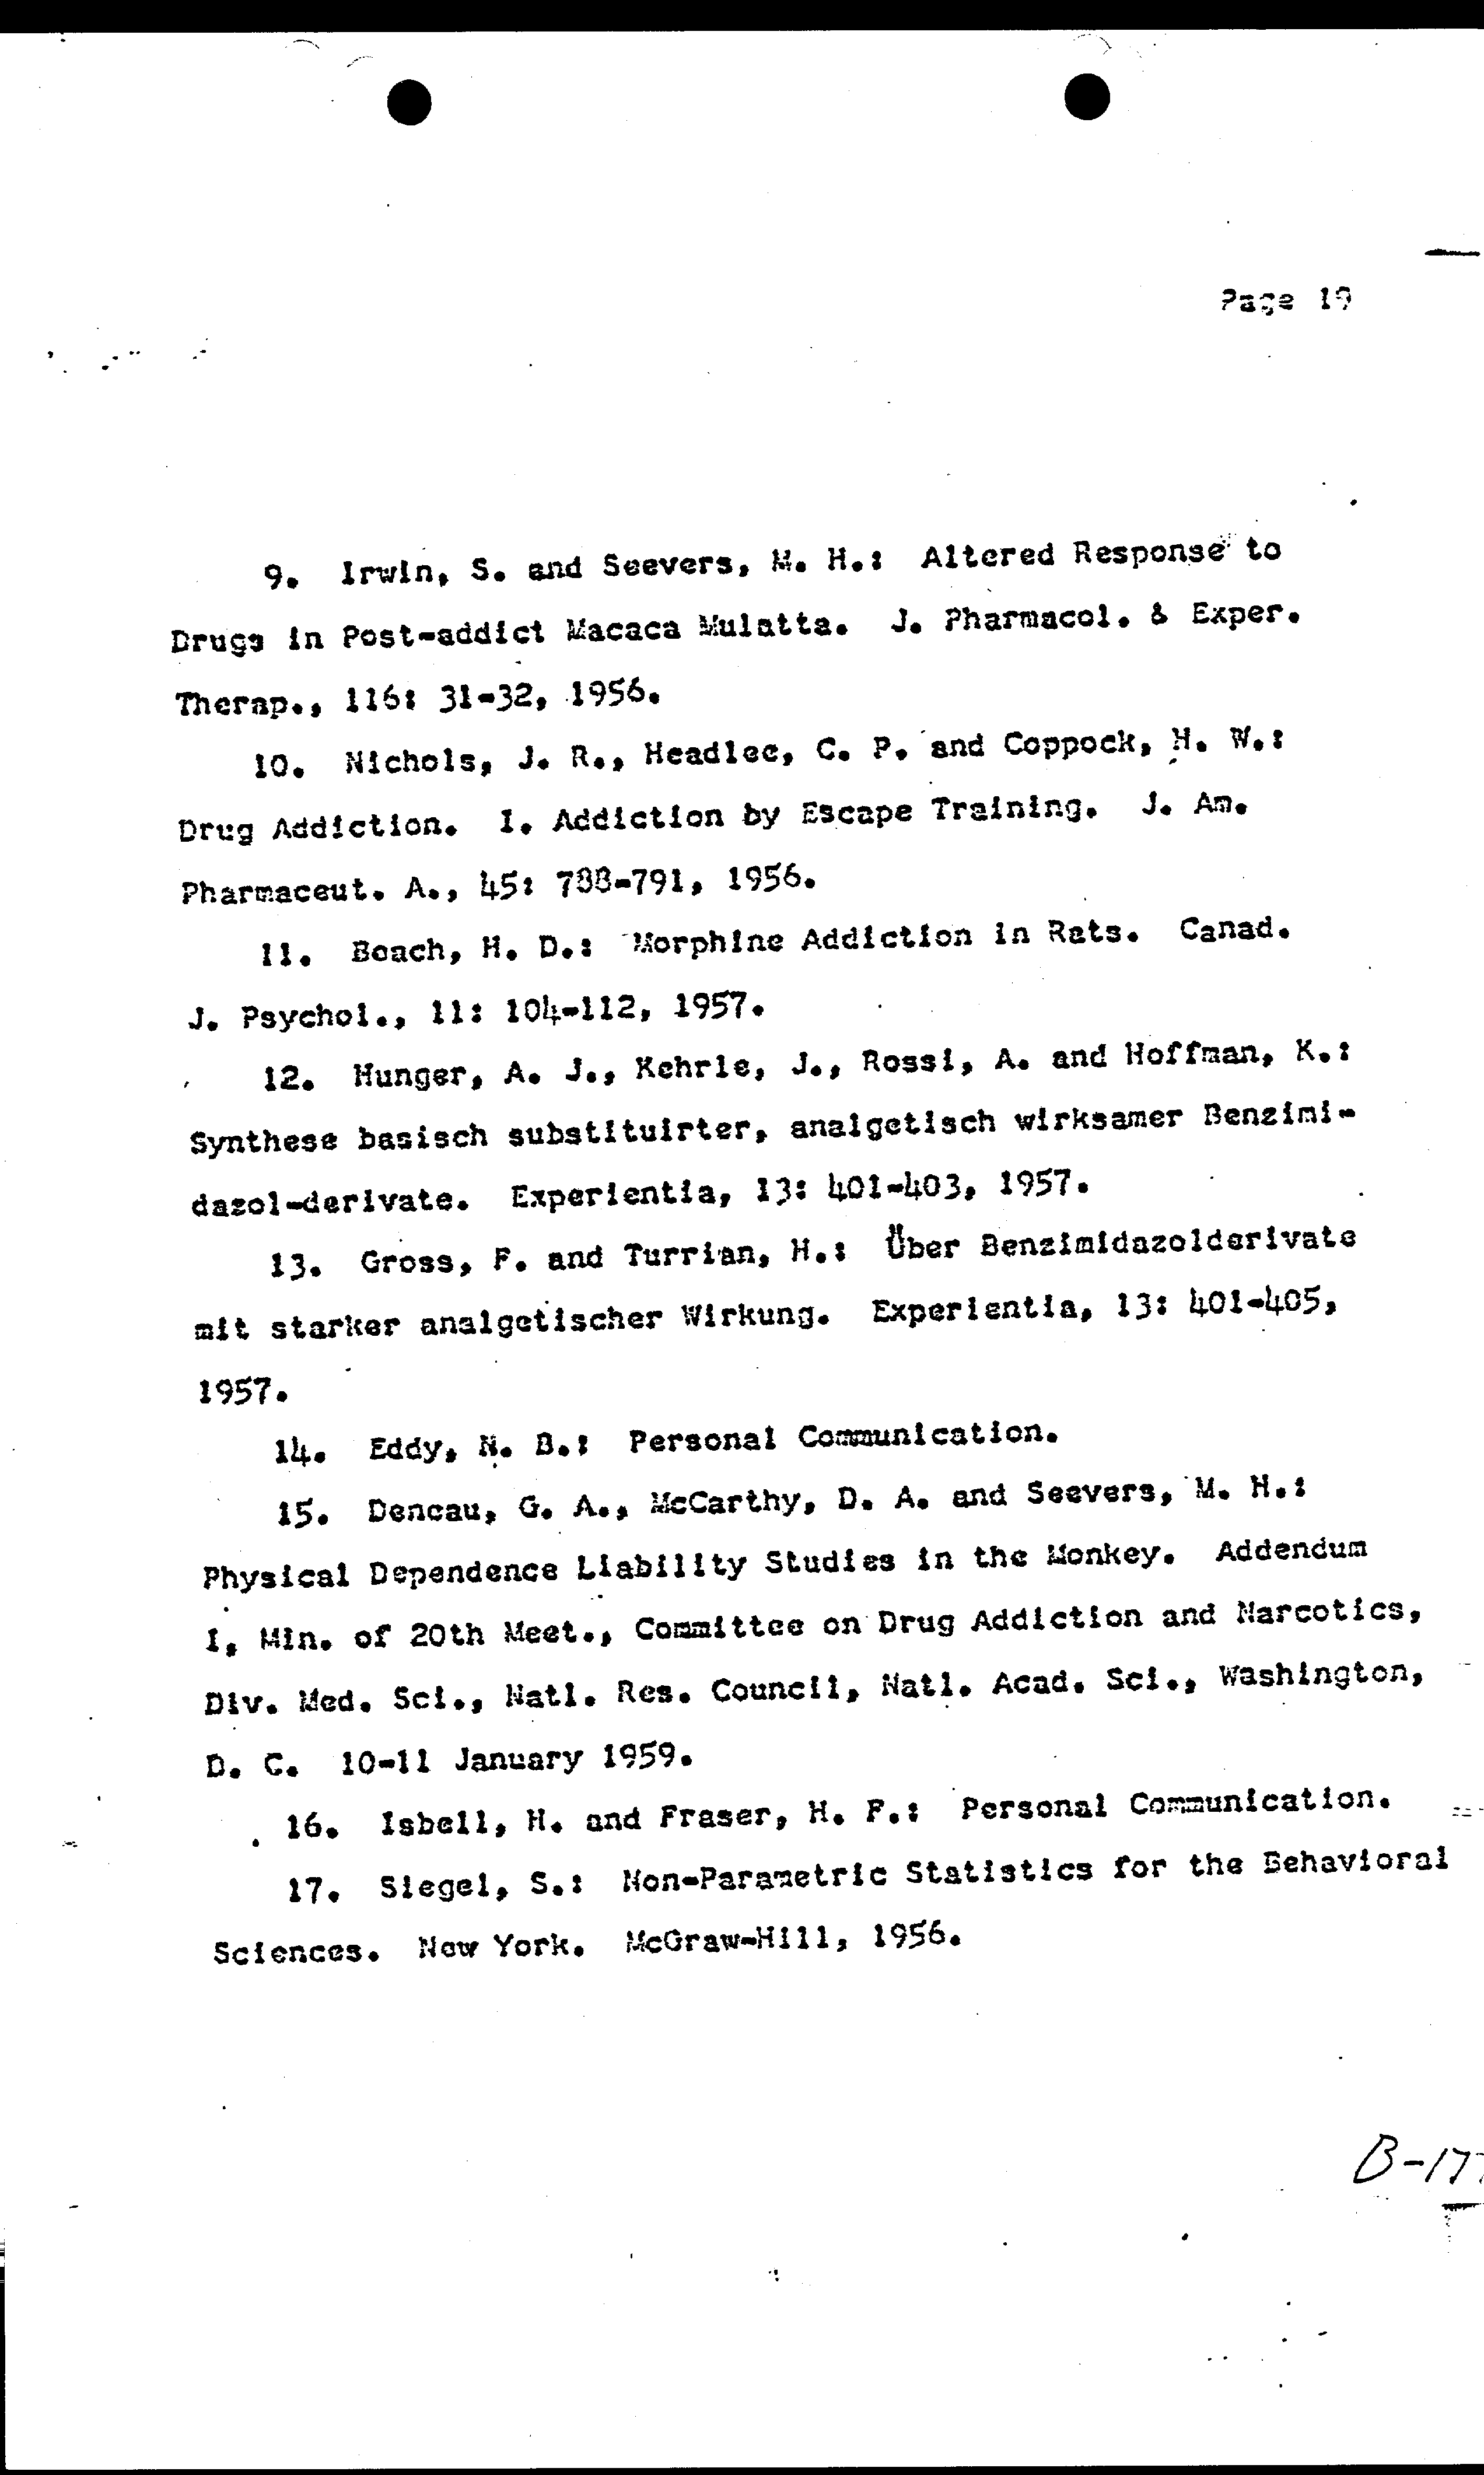 Page 19
9. Irwin, S. and Seevers, M. H.: Altered Response to
Drugs in Post-addict Macaca Mulatta. J. Pharmacol. & Exper.
Therap., 116: 31-32, 1956.
10. Nichols, J. R., Headlee, C. P. and Coppock, H. W.:
Drug Addiction. I. Addiction by Escape Training. J. Am.
Pharmaceut. A., 45: 788-791, 1956.
11. Beach, H. D.: Morphine Addiction in Rats. Canad.
J. Psychol., 11: 104-112, 1957.
12. Hunger, A. J., Kehrle, J., Rossi, A. and Hoffman, K.:
Synthese basisch substituirter, analgetisch wirksamer Benzimi-
dazol-derivate. Experientia, 13: 401-403, 1957.
13. Gross, F. and Turrian, H.: Über Benzimidazolderivate
mit starker analgetischer Wirkung. Experientia, 13: 401-405,
1957.
14. Eddy, N. B.: Personal Communication.
15. Deneau, G. A., McCarthy, D. A. and Seevers, M. H.:
Physical Dependence Liability Studies in the Monkey. Addendum
I, Min. of 20th Meet., Committee on Drug Addiction and Narcotics,
Div. Med. Sci., Natl. Res. Council, Natl. Acad. Sci., Washington,
D. C. 10-11 January 1959.
16. Isbell, H. and Fraser, H. F.: Personal Communication.
17. Siegel, S.: Non-Parametric Statistics for the Behavioral
Sciences. New York. McGraw-Hill, 1956.